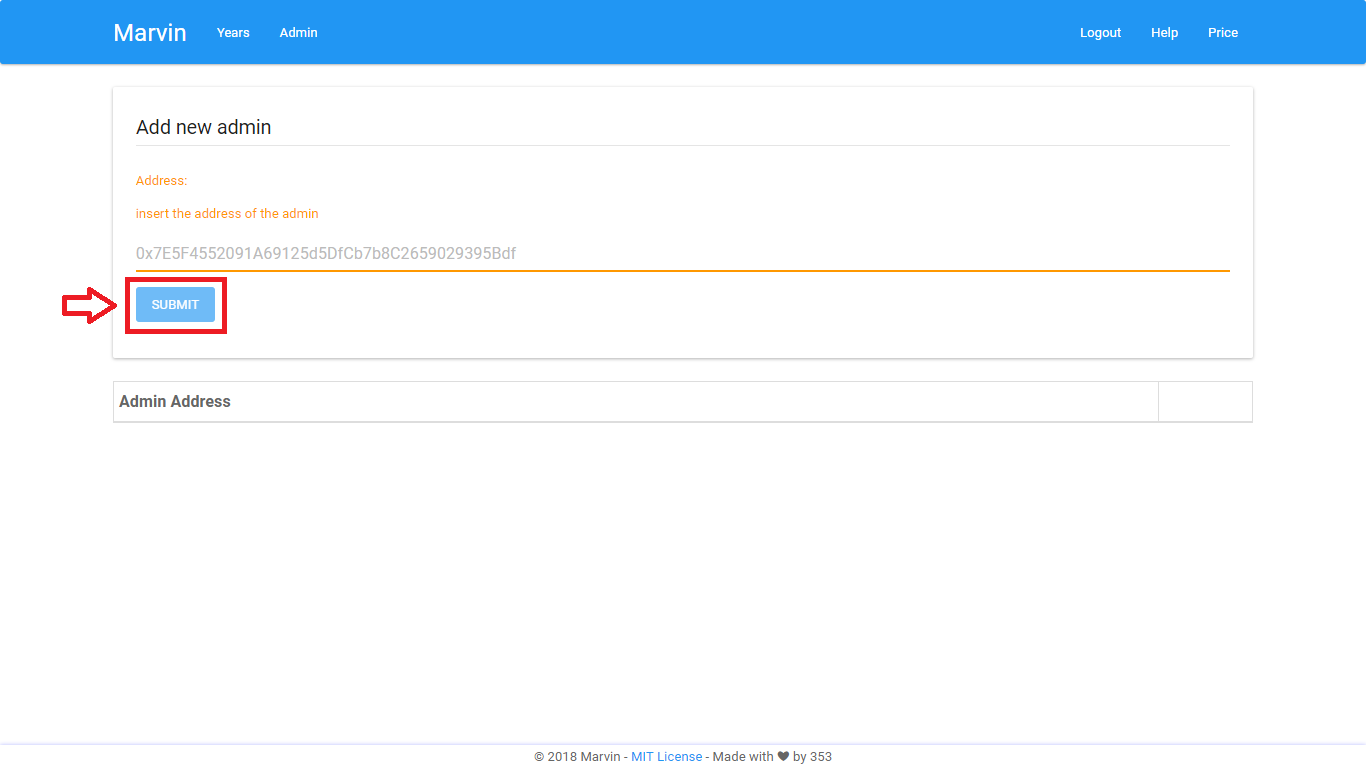 Marvin Years Admin Logout Help Price
Add new admin
Address:
insert the address of the admin
0x7E5F4552091A69125d5DfCb7b8C2659029395Bdf
SUBMIT
Admin Address
© 2018 Marvin - MIT License - Made with ❤ by 353